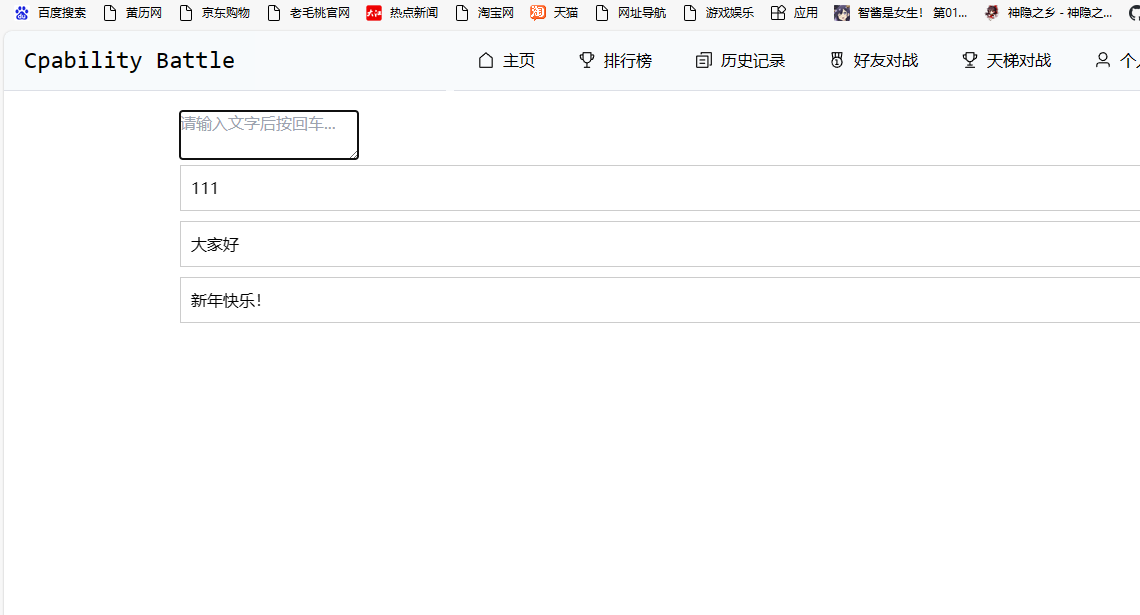 百度搜索 黄历网 京东购物 老毛桃官网 热点新闻 淘宝网 淘 天猫 网址导航 游戏娱乐 应用 智酱是女生！ 第01... 神隐之乡 - 神隐之...
Cpability Battle 主页 排行榜 历史记录 好友对战 天梯对战 个
请输入文字后按回车...
111
大家好
新年快乐！